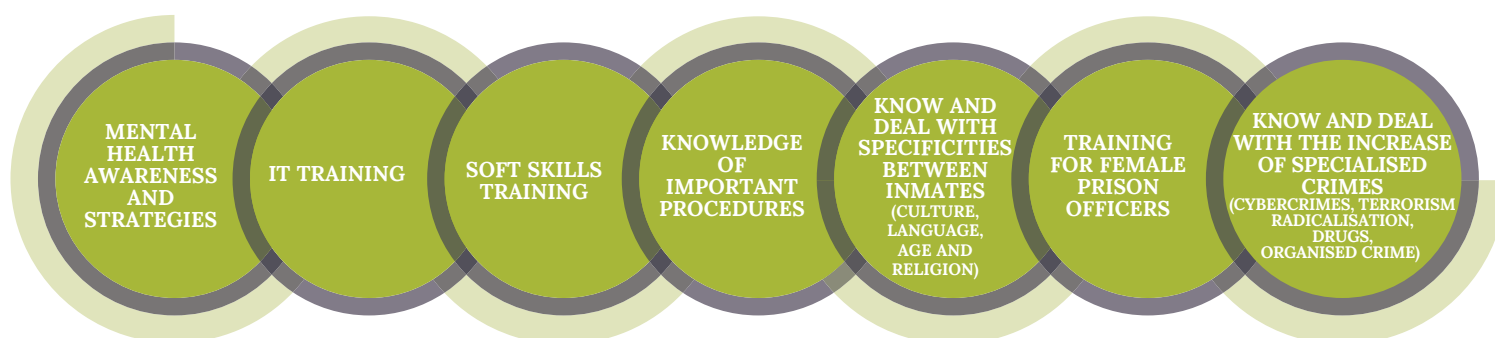 MENTAL
HEALTH
AWARENESS
AND
STRATEGIES
IT TRAINING
SOFT SKILLS
TRAINING
KNOWLEDGE
OF
IMPORTANT
PROCEDURES
KNOW AND
DEAL WITH
SPECIFICITIES
BETWEEN
INMATES
(CULTURE,
LANGUAGE,
AGE AND
RELIGION)
TRAINING
FOR FEMALE
PRISON
OFFICERS
KNOW AND DEAL
WITH THE INCREASE
OF SPECIALISED
CRIMES
(CYBERCRIMES, TERRORISM
RADICALISATION,
DRUGS,
ORGANISED CRIME)